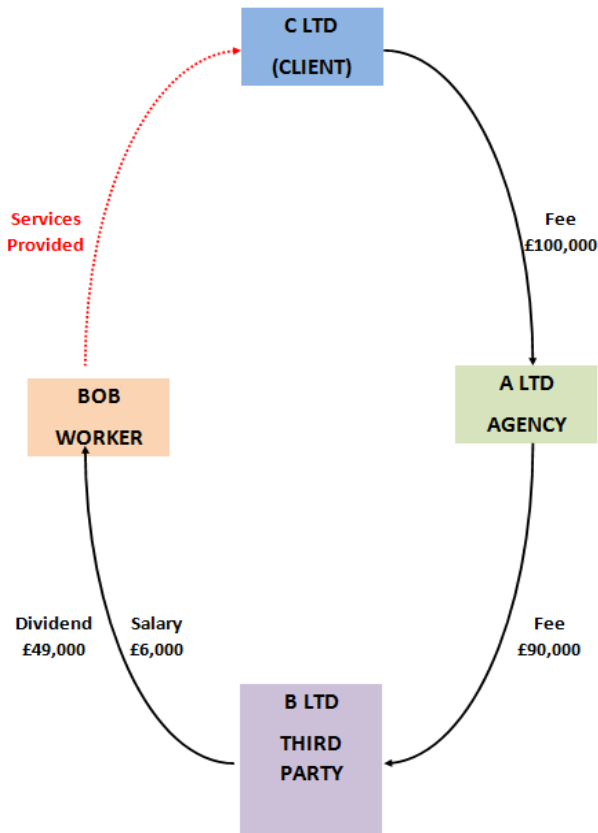 C LTD
(CLIENT)
Services
Provided
Fee
£100,000
BOB
WORKER
A LTD
AGENCY
Dividend
£49,000
Salary
£6,000
Fee
£90,000
B LTD
THIRD
PARTY